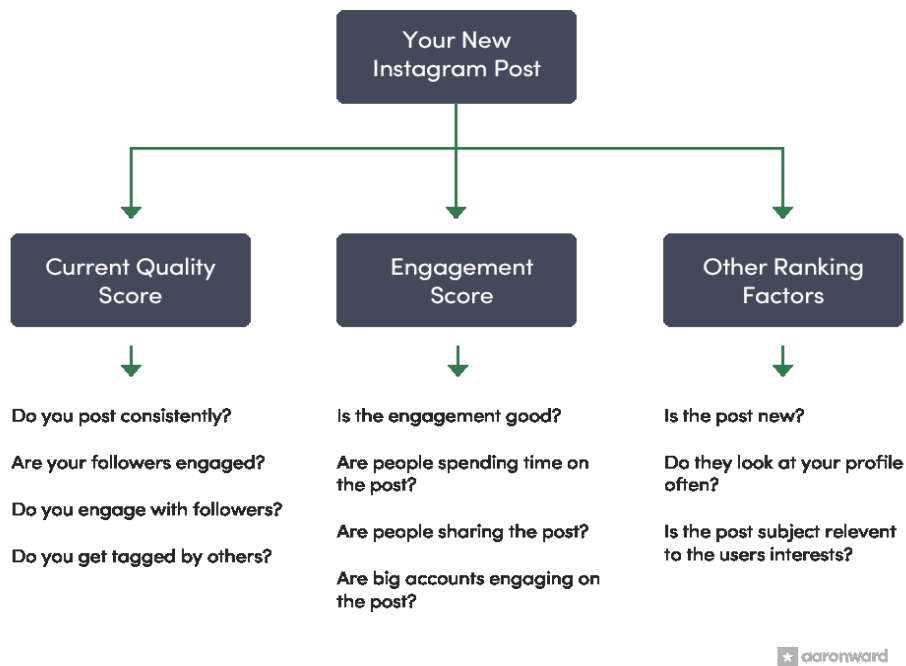 Your New
Instagram Post
Current Quality
Score
Engagement
Score
Other Ranking
Factors
Do you post consistently?
Are your followers engaged?
Do you engage with followers?
Do you get tagged by others?
Is the engagement good?
Are people spending time on
the post?
Are people sharing the post?
Are big accounts engaging on
the post?
Is the post new?
Do they look at your profile
often?
Is the post subject relevent
to the users interests?
aaronward